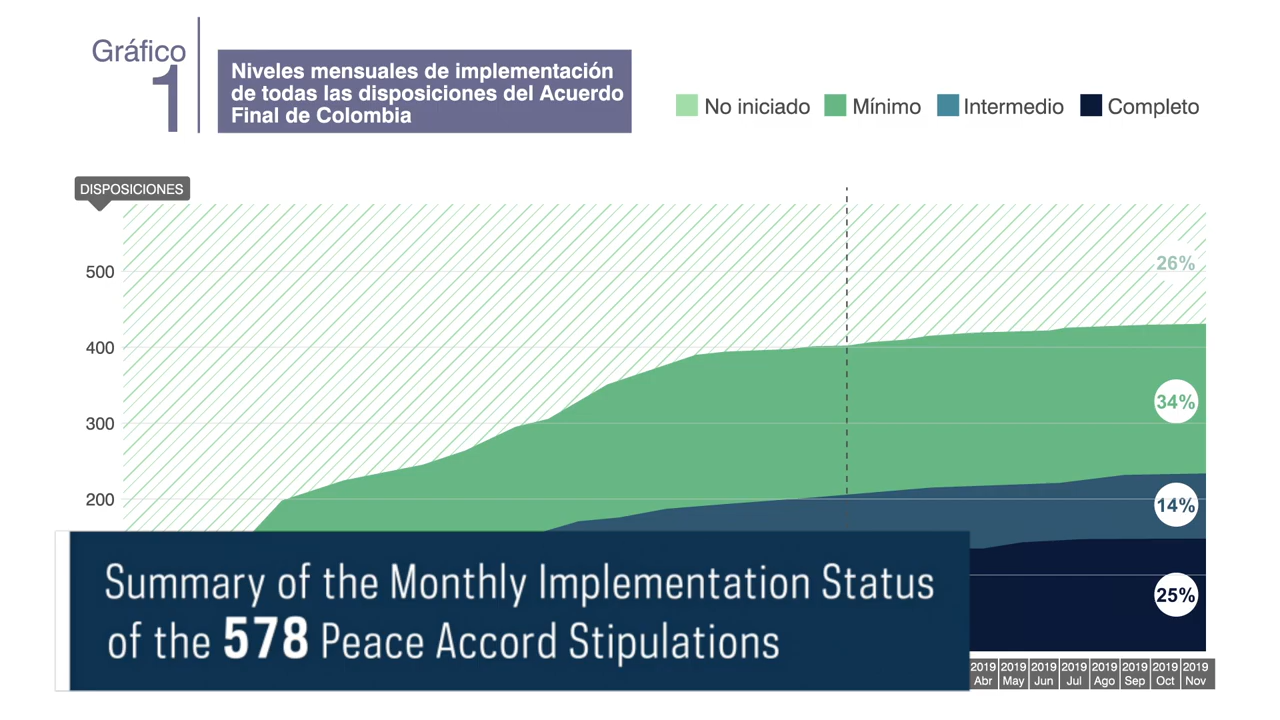 Gráfico
1
Niveles mensuales de implementación
de todas las disposiciones del Acuerdo
Final de Colombia
No iniciado
Mínimo
Intermedio
Completo
DISPOSICIONES
500
400
300
200
26%
34%
14%
25%
Summary of the Monthly Implementation Status
of the 578 Peace Accord Stipulations
2019 2019 2019 2019 2019 2019 2019 2019
Abr May Jun Jul Ago Sep Oct Nov